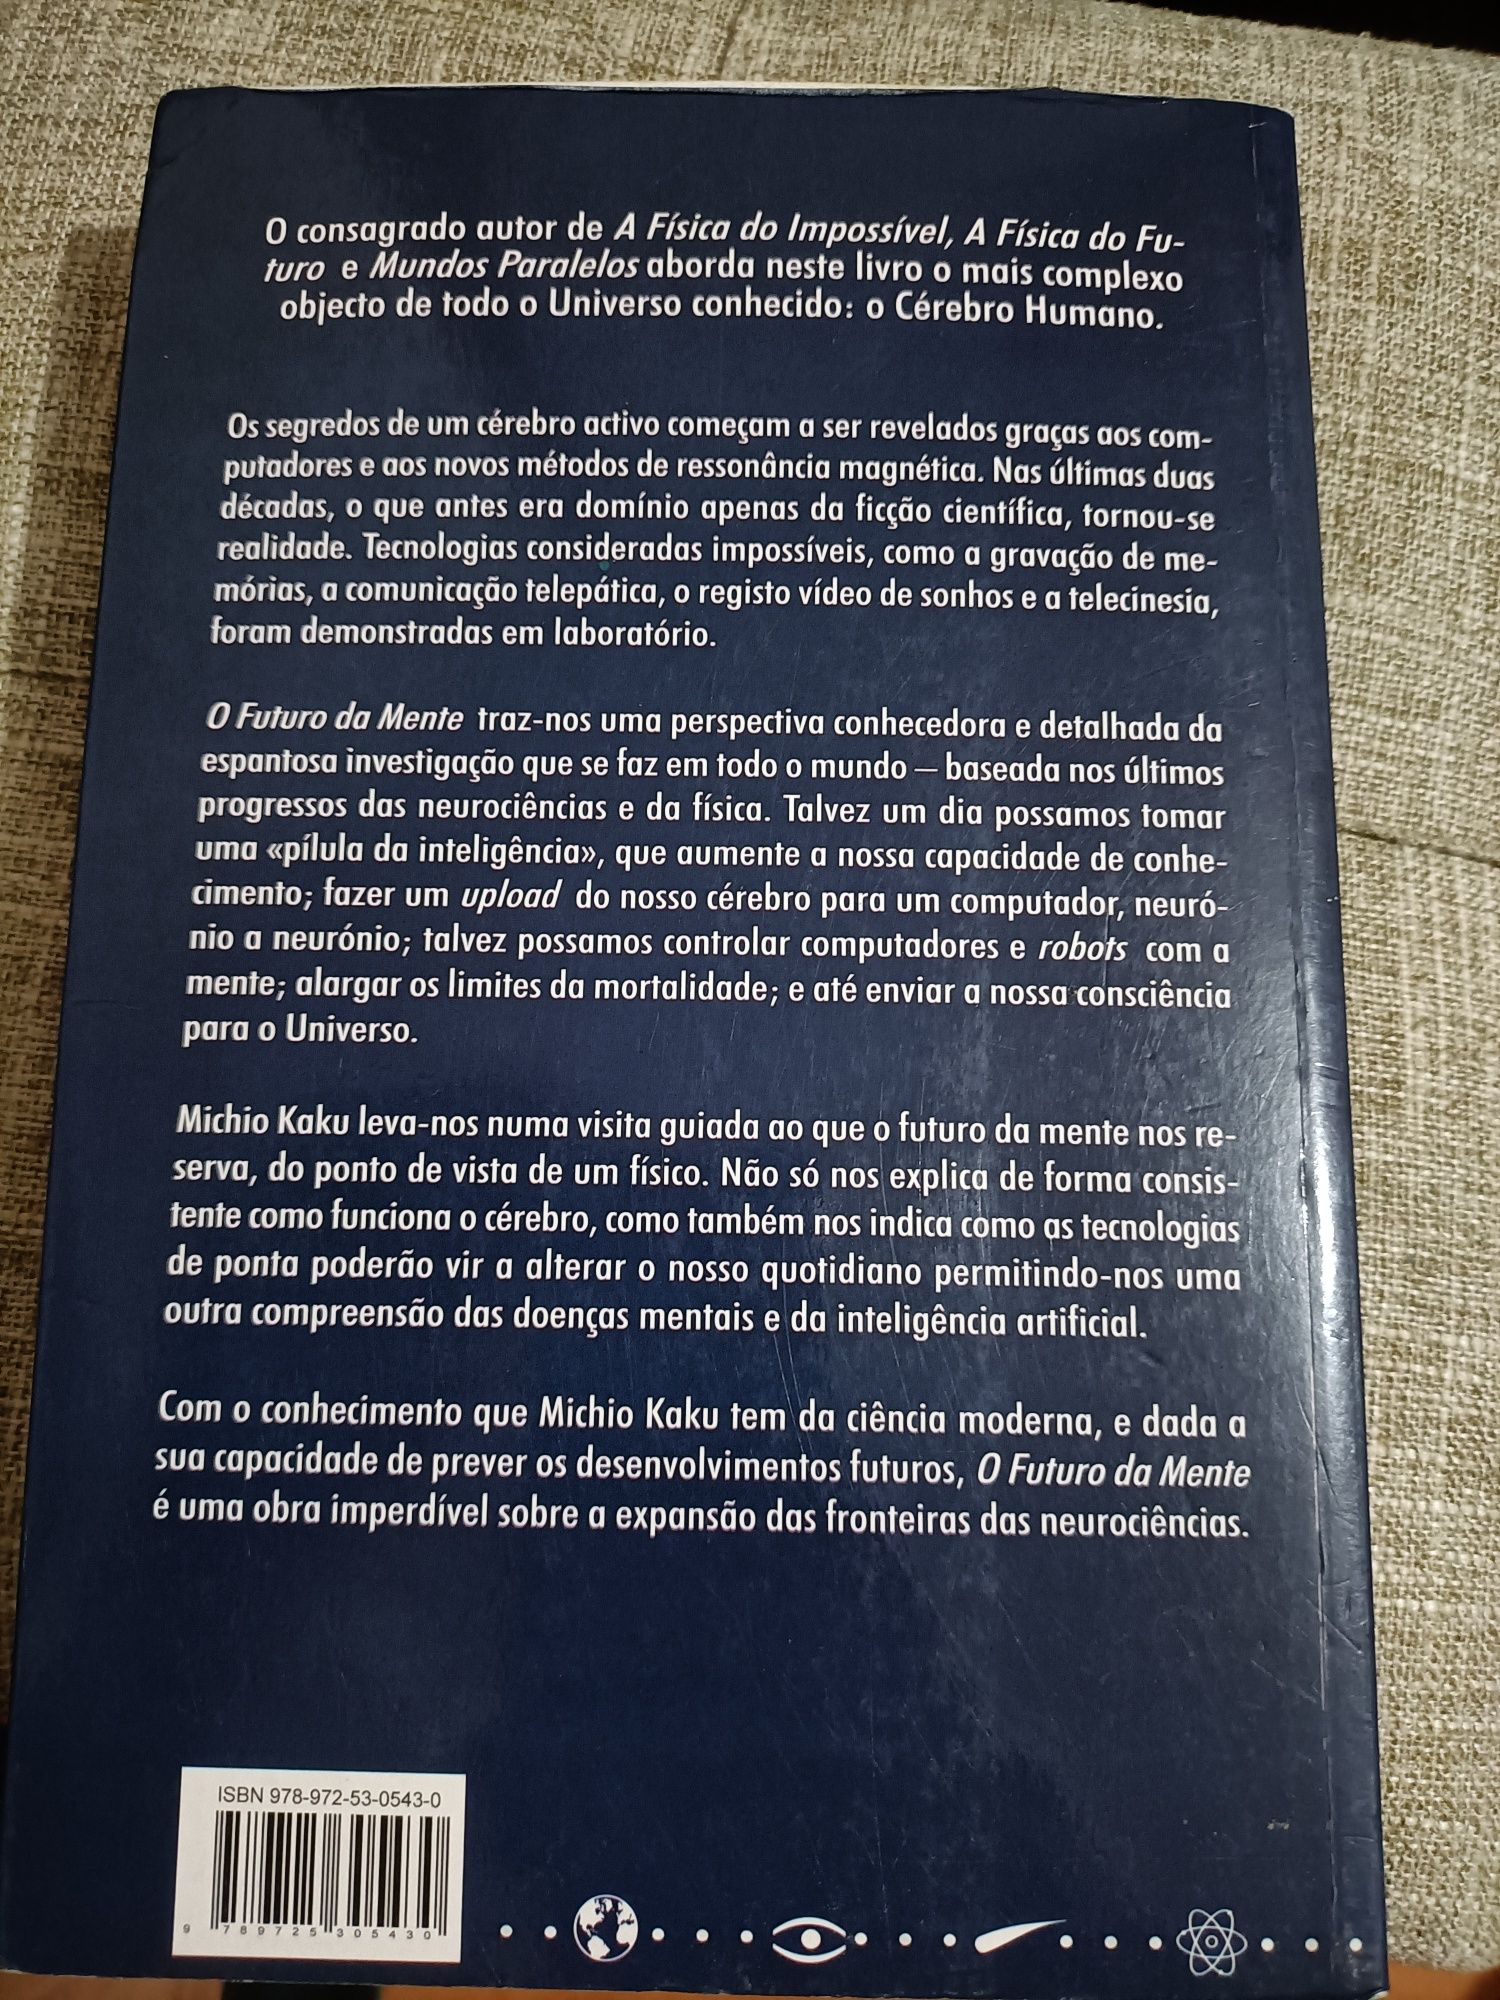 O consagrado autor de A Física do Impossível, A Física do Fu-
turo e Mundos Paralelos aborda neste livro o mais complexo
objecto de todo o Universo conhecido: o Cérebro Humano.
Os segredos de um cérebro activo começam a ser revelados graças aos com-
putadores e aos novos métodos de ressonância magnética. Nas últimas duas
décadas, o que antes era domínio apenas da ficção científica, tornou-se
realidade. Tecnologias consideradas impossíveis, como a gravação de me-
mórias, a comunicação telepática, o registo vídeo de sonhos e a telecinesia,
foram demonstradas em laboratório.
O Futuro da Mente traz-nos uma perspectiva conhecedora e detalhada da
espantosa investigação que se faz em todo o mundo — baseada nos últimos
progressos das neurociências e da física. Talvez um dia possamos tomar
uma «pílula da inteligência», que aumente a nossa capacidade de conhe-
cimento; fazer um upload do nosso cérebro para um computador, neuró-
nio a neurónio; talvez possamos controlar computadores e robots com a
mente; alargar os limites da mortalidade; e até enviar a nossa consciência
para o Universo.
Michio Kaku leva-nos numa visita guiada ao que o futuro da mente nos re-
serva, do ponto de vista de um físico. Não só nos explica de forma consis-
tente como funciona o cérebro, como também nos indica como as tecnologias
de ponta poderão vir a alterar o nosso quotidiano permitindo-nos uma
outra compreensão das doenças mentais e da inteligência artificial.
Com o conhecimento que Michio Kaku tem da ciência moderna, e dada a
sua capacidade de prever os desenvolvimentos futuros, O Futuro da Mente
é uma obra imperdível sobre a expansão das fronteiras das neurociências.
ISBN 978-972-53-0543-0
9 789725 305430